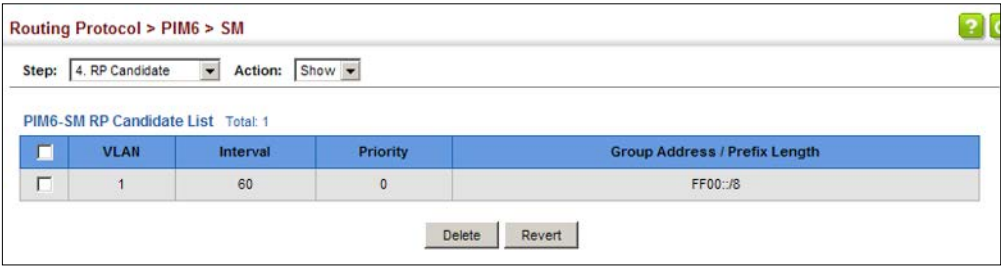 Routing Protocol > PIM6 > SM ?
Step: 4. RP Candidate Action: Show
PIM6-SM RP Candidate List Total: 1
VLAN Interval Priority Group Address / Prefix Length
1 60 0 FF00::/8
Delete Revert